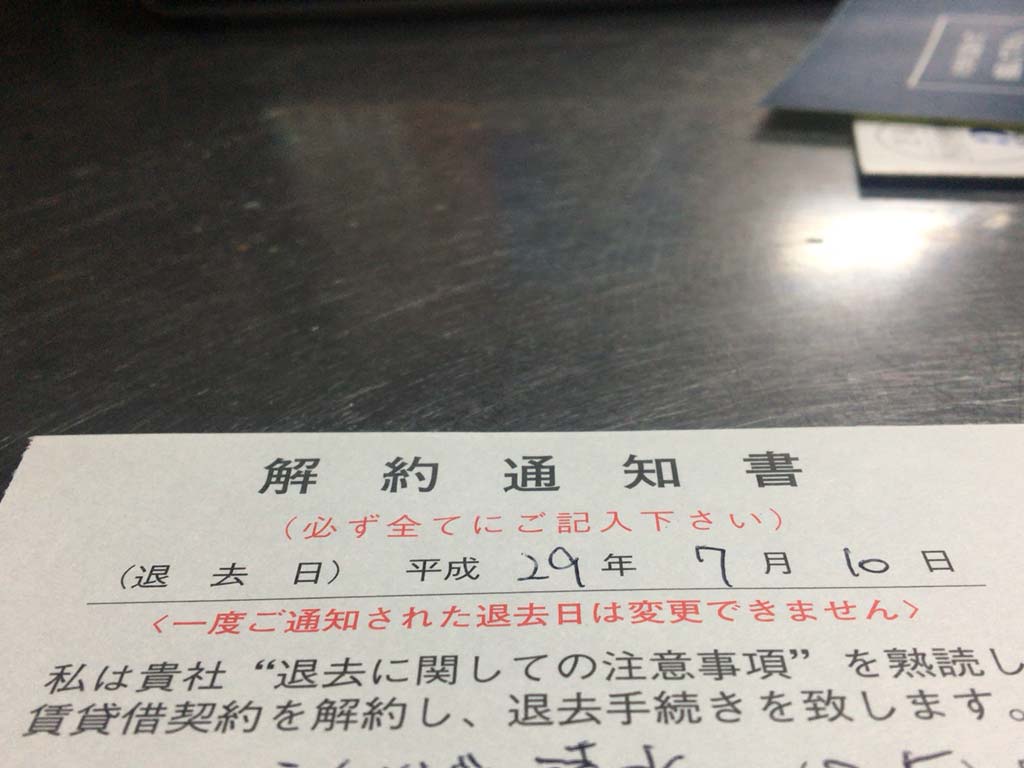 解約通知書
(必ず全てにご記入下さい)
(退去日) 平成 29 年 7 月 10 日
<一度ご通知された退去日は変更できません>
私は貴社“退去に関しての注意事項”を熟読し
賃貸借契約を解約し、退去手続きを致します。